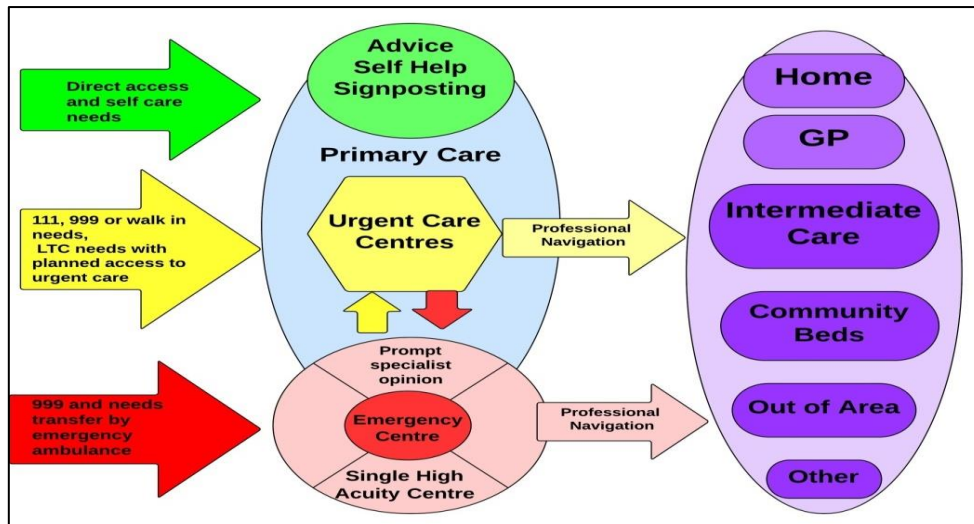 Direct access
and self care
needs
111, 999 or walk in
needs,
LTC needs with
planned access to
urgent care
999 and needs
transfer by
emergency
ambulance
Advice
Self Help
Signposting
Primary Care
Urgent Care
Centres
Prompt
specialist
opinion
Emergency
Centre
Single High
Acuity Centre
Professional
Navigation
Professional
Navigation
Home
GP
Intermediate
Care
Community
Beds
Out of Area
Other